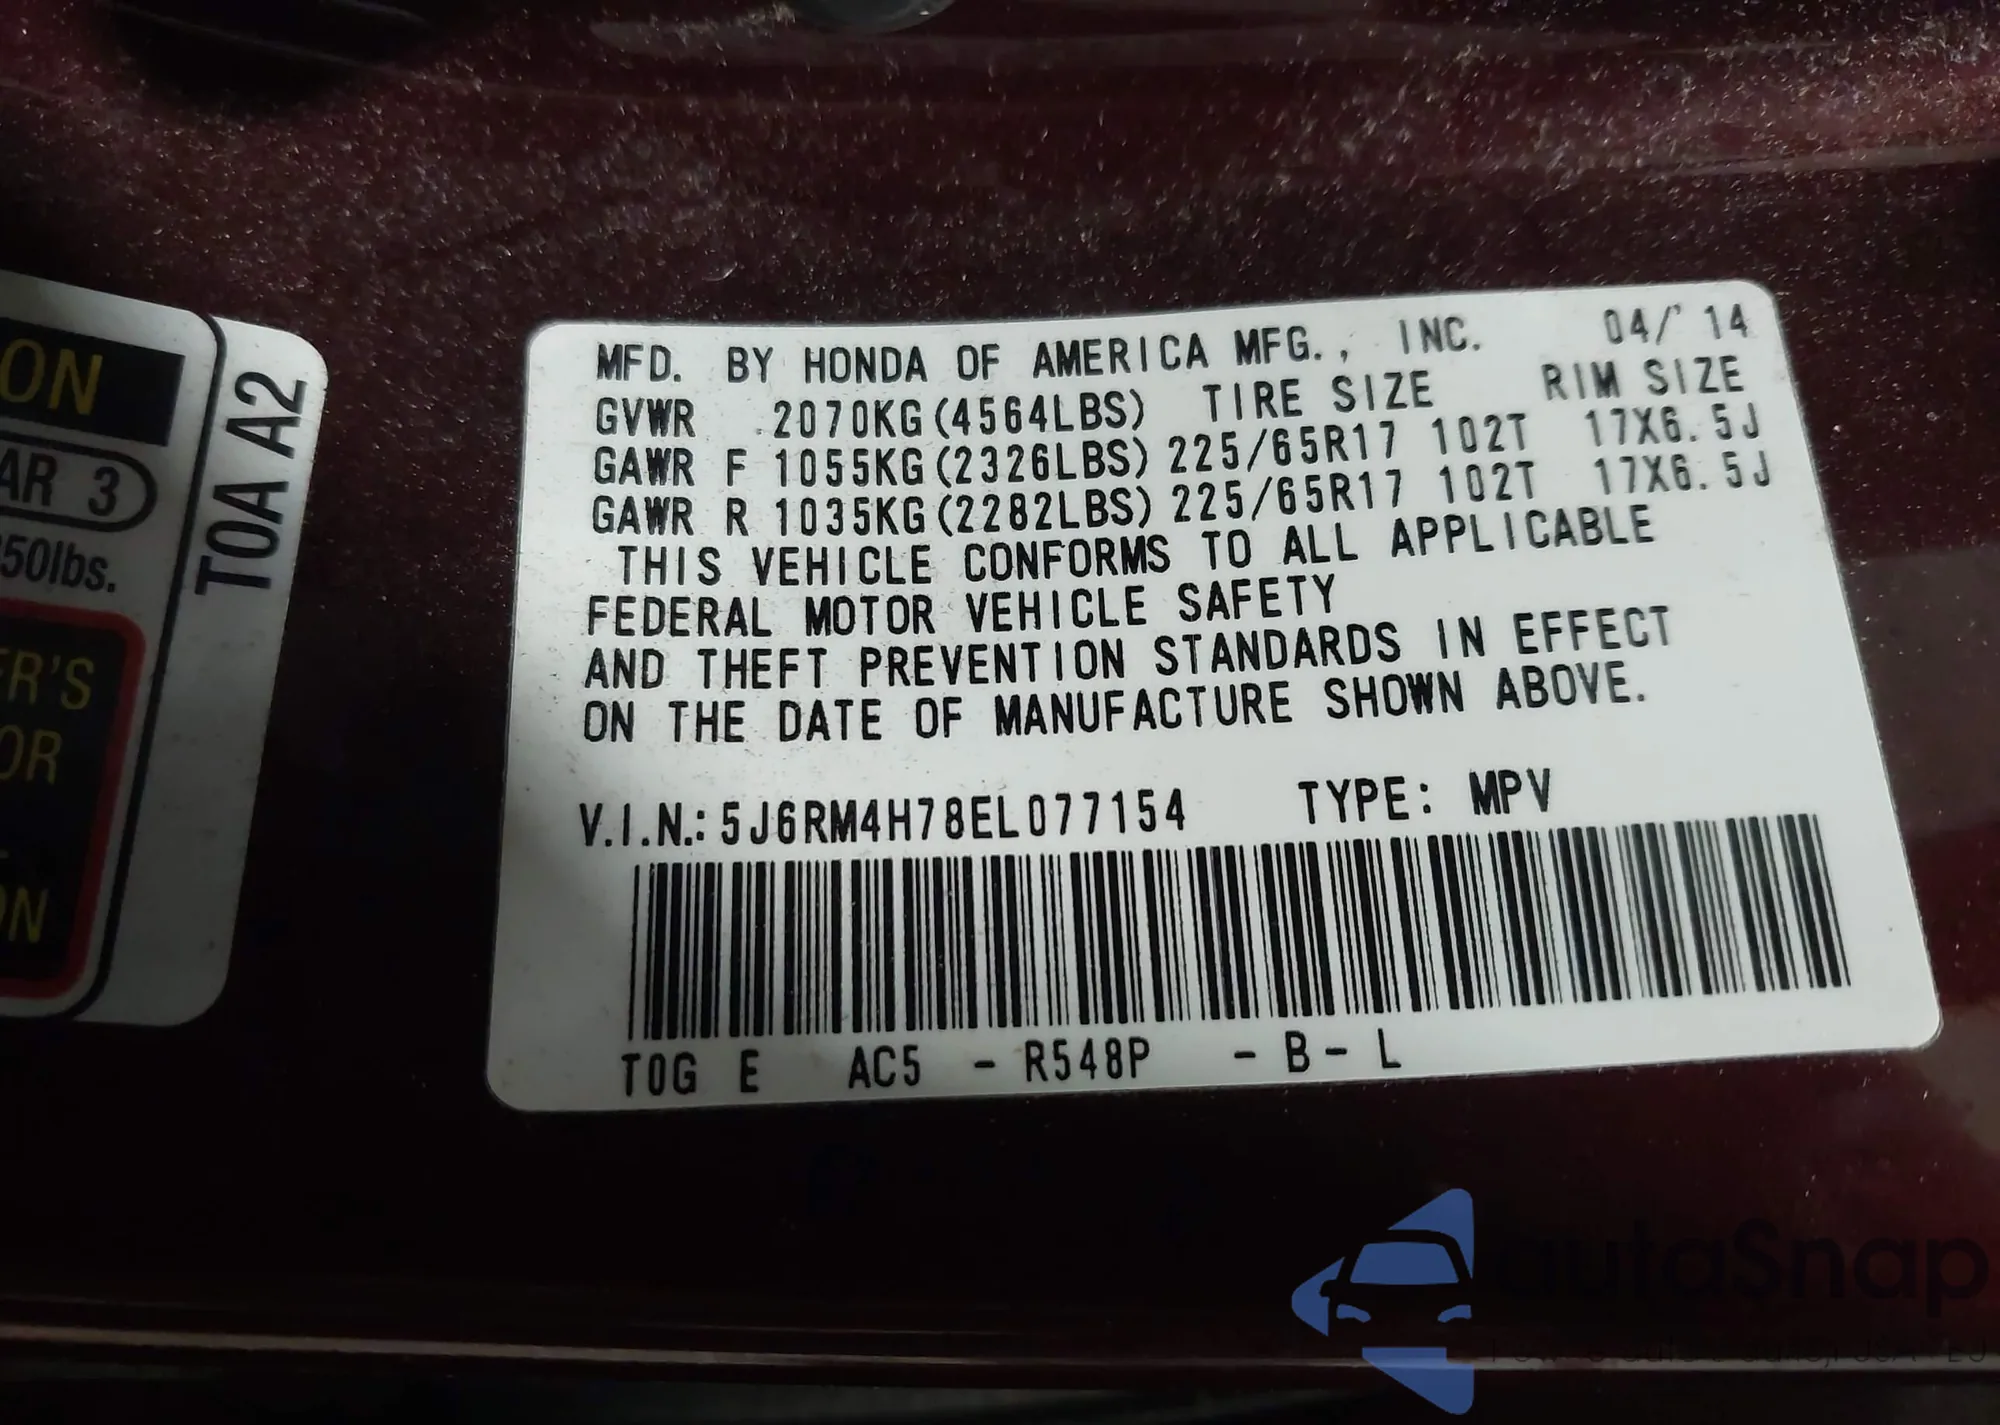 ON
AR 3
50lbs.
ER'S
OR
ON
T0A A2
MFD. BY HONDA OF AMERICA MFG., INC. 04/'14
GVWR 2070KG(4564LBS) TIRE SIZE RIM SIZE
GAWR F 1055KG(2326LBS) 225/65R17 102T 17X6.5J
GAWR R 1035KG(2282LBS) 225/65R17 102T 17X6.5J
THIS VEHICLE CONFORMS TO ALL APPLICABLE
FEDERAL MOTOR VEHICLE SAFETY
AND THEFT PREVENTION STANDARDS IN EFFECT
ON THE DATE OF MANUFACTURE SHOWN ABOVE.
V.I.N.: 5J6RM4H78EL077154 TYPE: MPV
T0G E AC5 - R548P - B - L
autaSnap